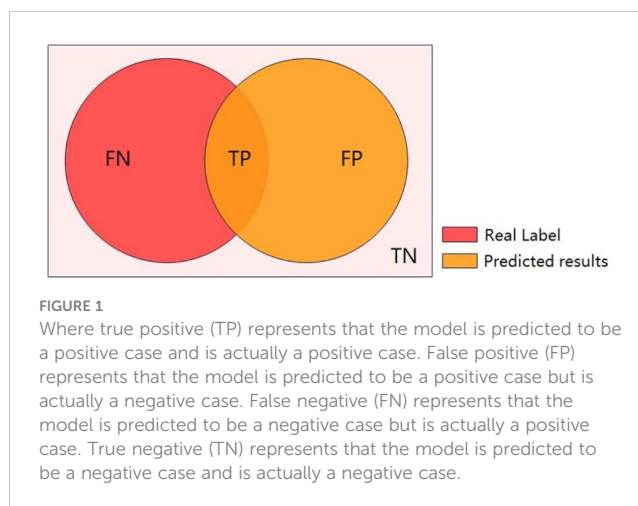 FN TP FP
TN
Real Label
Predicted results
FIGURE 1
Where true positive (TP) represents that the model is predicted to be
a positive case and is actually a positive case. False positive (FP)
represents that the model is predicted to be a positive case but is
actually a negative case. False negative (FN) represents that the
model is predicted to be a negative case but is actually a positive
case. True negative (TN) represents that the model is predicted to
be a negative case and is actually a negative case.